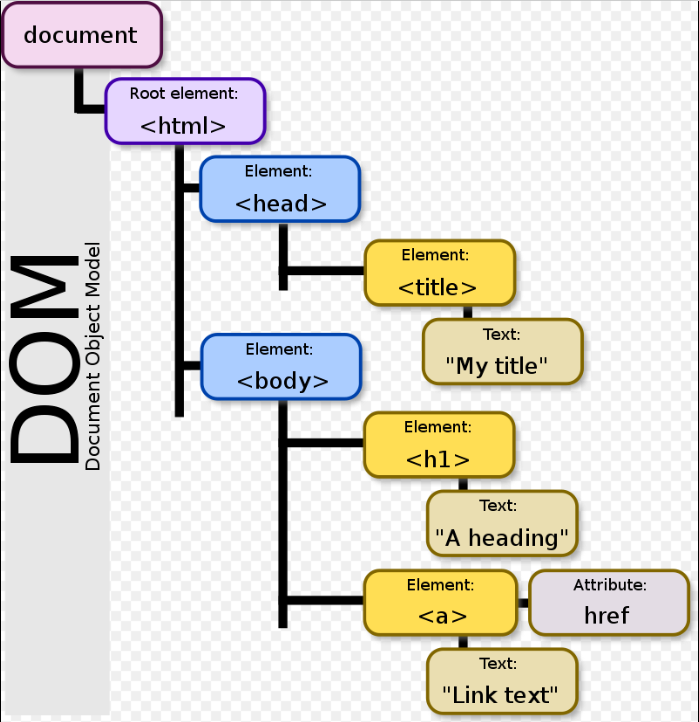 document
Root element:
<html>
Element:
<head>
Element:
<title>
Text:
"My title"
Element:
<body>
Element:
<h1>
Text:
"A heading"
Element:
<a>
Attribute:
href
Text:
"Link text"
DOM
Document Object Model